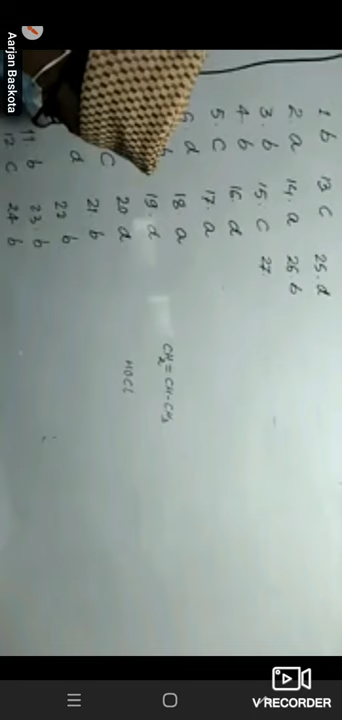 Aarjan Baskota
1 b 13 c 25. d
2 a 14. a 26. b
3. b 15. c 27.
4. b 16 d
5. c 17. a
6. d 18 a
19. d
c 20 d
d 21 b
22 b
11 b 23. b
12 c 24. b
CH2 = CH-CH3
HOCl
V RECORDER